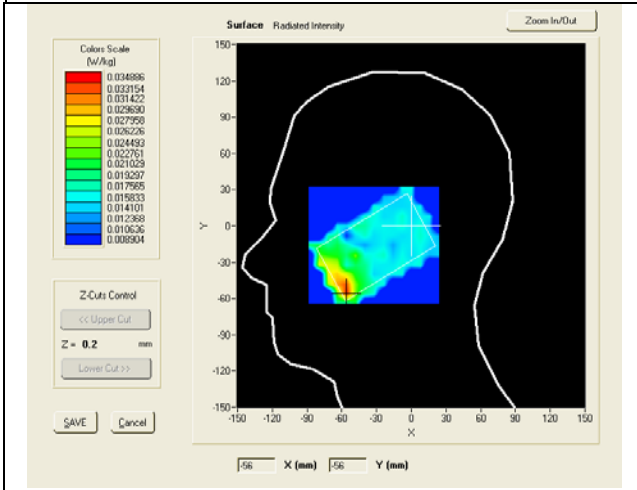 Surface Radiated Intensity
Zoom In/Out
Colors Scale
(W/kg)
0.034886
0.033154
0.031422
0.029690
0.027958
0.026226
0.024493
0.022761
0.021029
0.019297
0.017565
0.015833
0.014101
0.012368
0.010636
0.008904
Z-Cuts Control
<< Upper Cut
Z = 0.2 mm
Lower Cut >>
SAVE Cancel
150
120
90
60
30
0
-30
-60
-90
-120
-150
Y
-150 -120 -90 -60 -30 0 30 60 90 120 150
X
-56 X (mm) -56 Y (mm)